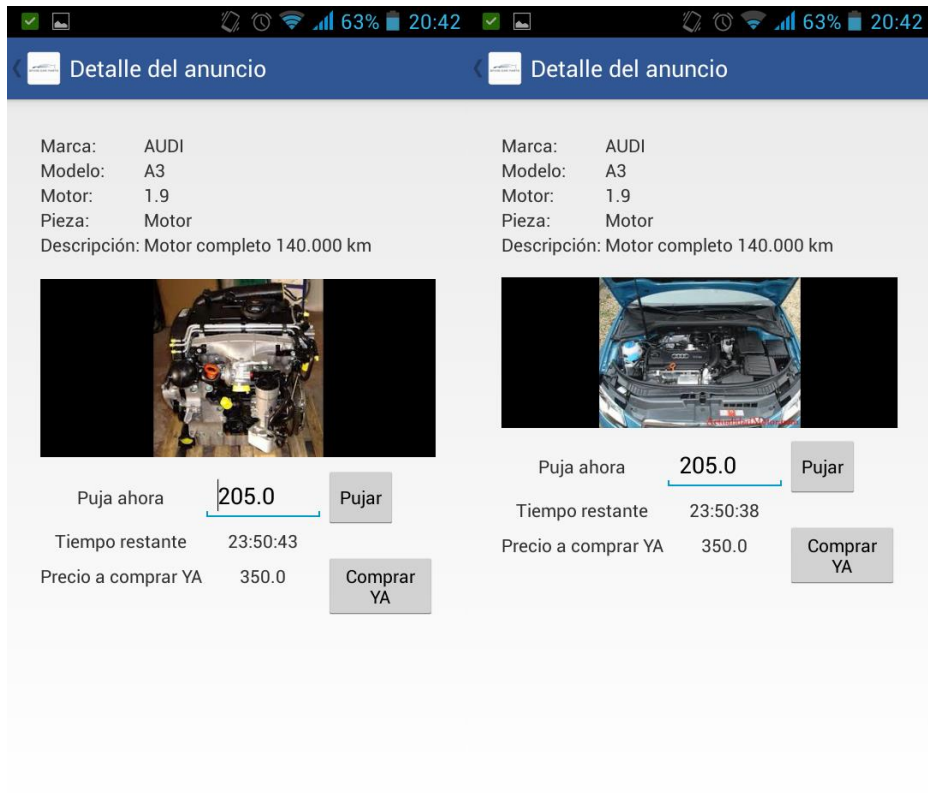 63% 20:42
Detalle del anuncio
Marca: AUDI
Modelo: A3
Motor: 1.9
Pieza: Motor
Descripción: Motor completo 140.000 km
Puja ahora 205.0 Pujar
Tiempo restante 23:50:43
Precio a comprar YA 350.0 Comprar
YA
63% 20:42
Detalle del anuncio
Marca: AUDI
Modelo: A3
Motor: 1.9
Pieza: Motor
Descripción: Motor completo 140.000 km
Puja ahora 205.0 Pujar
Tiempo restante 23:50:38
Precio a comprar YA 350.0 Comprar
YA